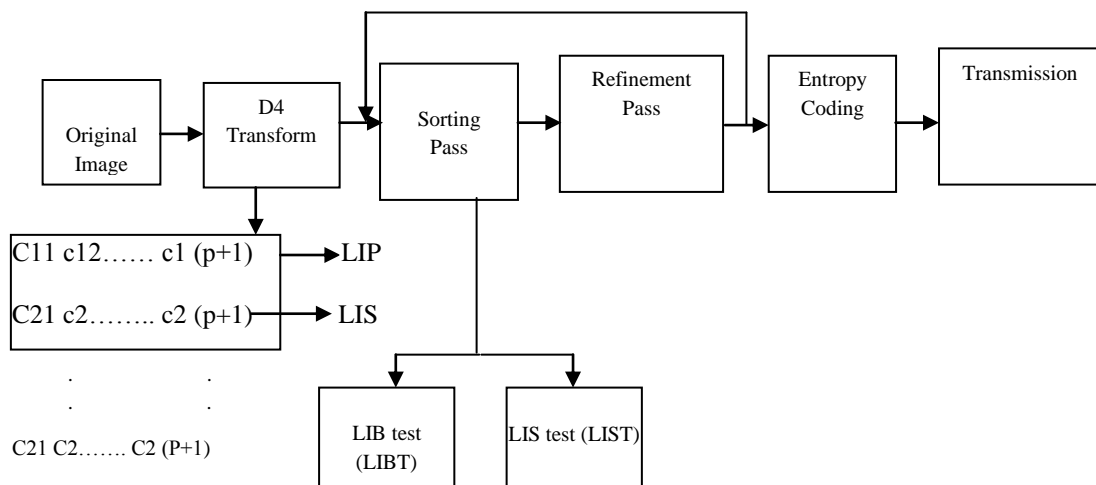 Original
Image
D4
Transform
Sorting
Pass
Refinement
Pass
Entropy
Coding
Transmission
C11 c12…… c1 (p+1)
LIP
C21 c2…….. c2 (p+1)
LIS
. .
. .
C21 C2……. C2 (P+1)
LIB test
(LIBT)
LIS test (LIST)